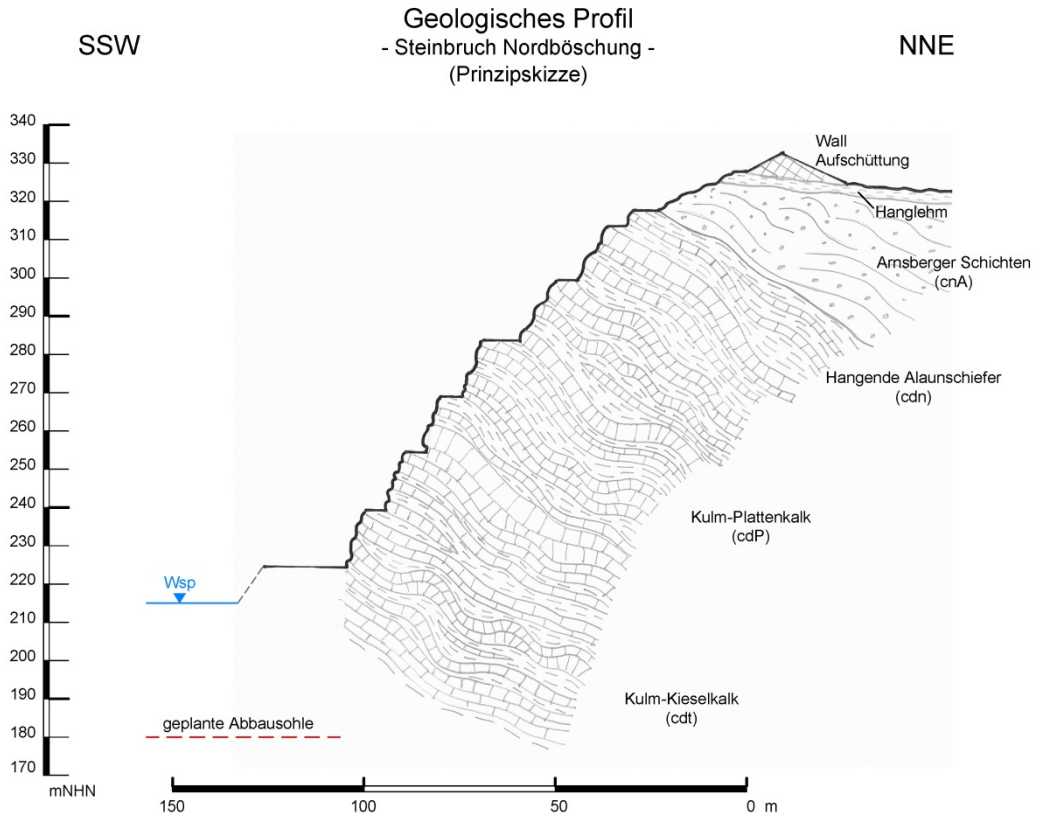 Geologisches Profil
SSW
- Steinbruch Nordböschung -
NNE
(Prinzipskizze)
340
330
320
310
300
290
280
270
260
250
240
230
220
210
200
190
180
170
mNHN
Wall
Aufschüttung
Hanglehm
Arnsberger Schichten
(cnA)
Hangende Alaunschiefer
(cdn)
Kulm-Plattenkalk
(cdP)
Wsp
Kulm-Kieselkalk
(cdt)
geplante Abbausohle
150
100
50
0 m